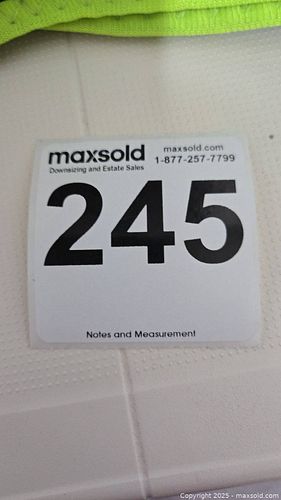 maxsold
maxsold.com
Downsizing and Estate Sales
1-877-257-7799
245
Notes and Measurement
Copyright 2025 - maxsold.com